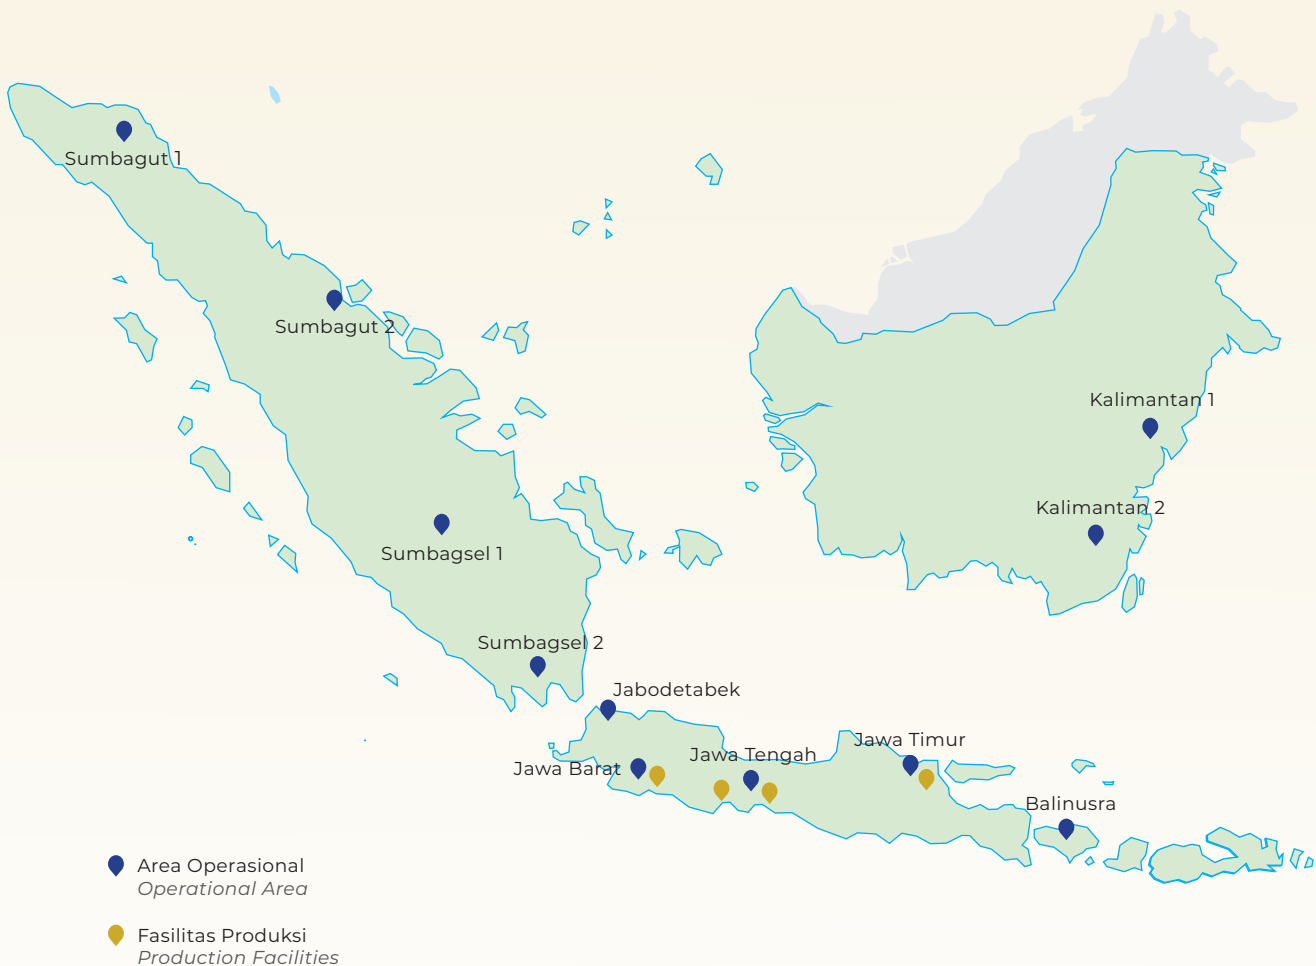 Sumbagut 1
Sumbagut 2
Kalimantan 1
Kalimantan 2
Sumbagsel 1
Sumbagsel 2
Jabodetabek
Jawa Timur
Jawa Tengah
Jawa Barat
Balinusra
Area Operasional
Operational Area
Fasilitas Produksi
Production Facilities